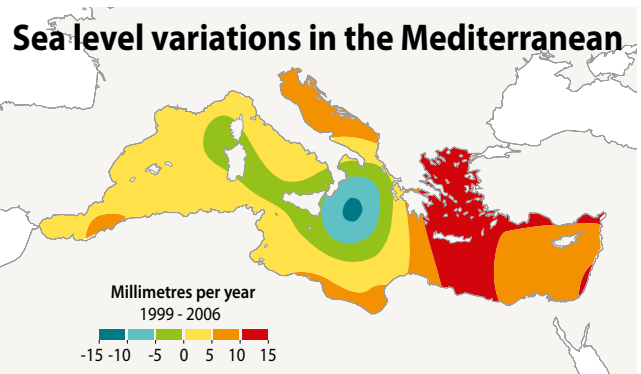 Sea level variations in the Mediterranean
Millimetres per year
1999 - 2006
-15 -10 -5 0 5 10 15